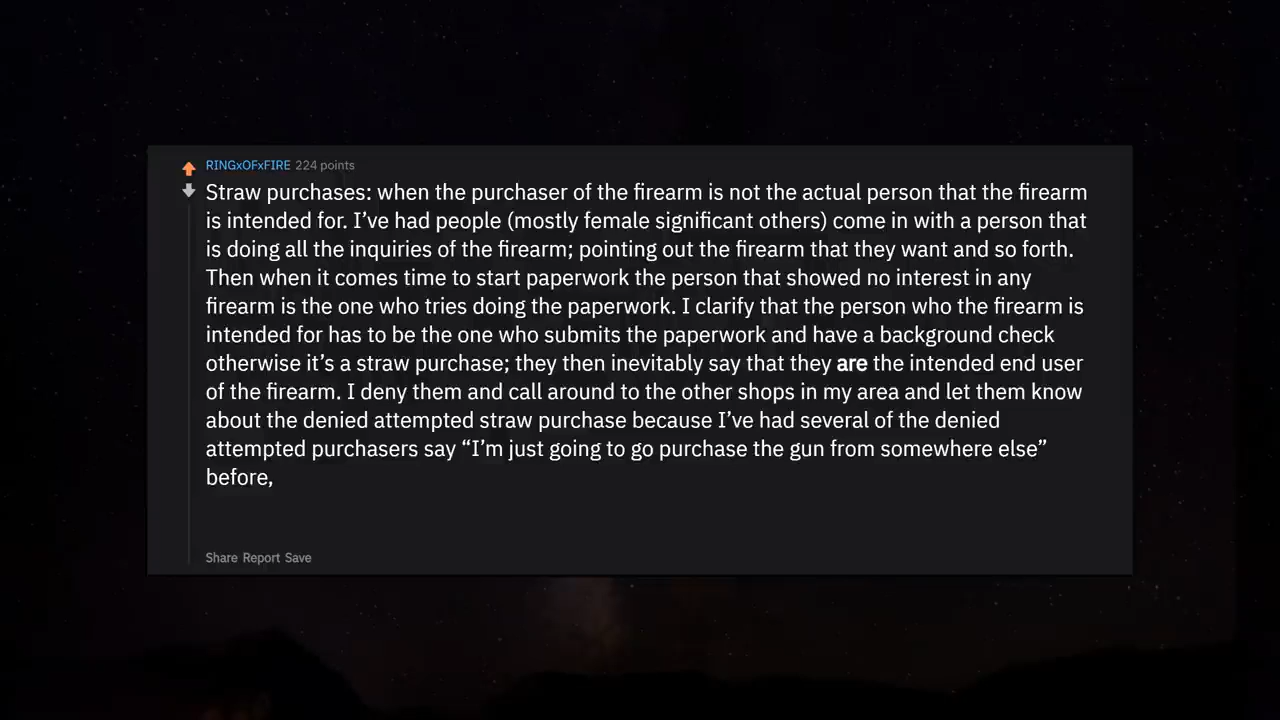 RINGxOFxFIRE 224 points
Straw purchases: when the purchaser of the firearm is not the actual person that the firearm
is intended for. I’ve had people (mostly female significant others) come in with a person that
is doing all the inquiries of the firearm; pointing out the firearm that they want and so forth.
Then when it comes time to start paperwork the person that showed no interest in any
firearm is the one who tries doing the paperwork. I clarify that the person who the firearm is
intended for has to be the one who submits the paperwork and have a background check
otherwise it’s a straw purchase; they then inevitably say that they are the intended end user
of the firearm. I deny them and call around to the other shops in my area and let them know
about the denied attempted straw purchase because I’ve had several of the denied
attempted purchasers say “I’m just going to go purchase the gun from somewhere else”
before,
Share Report Save